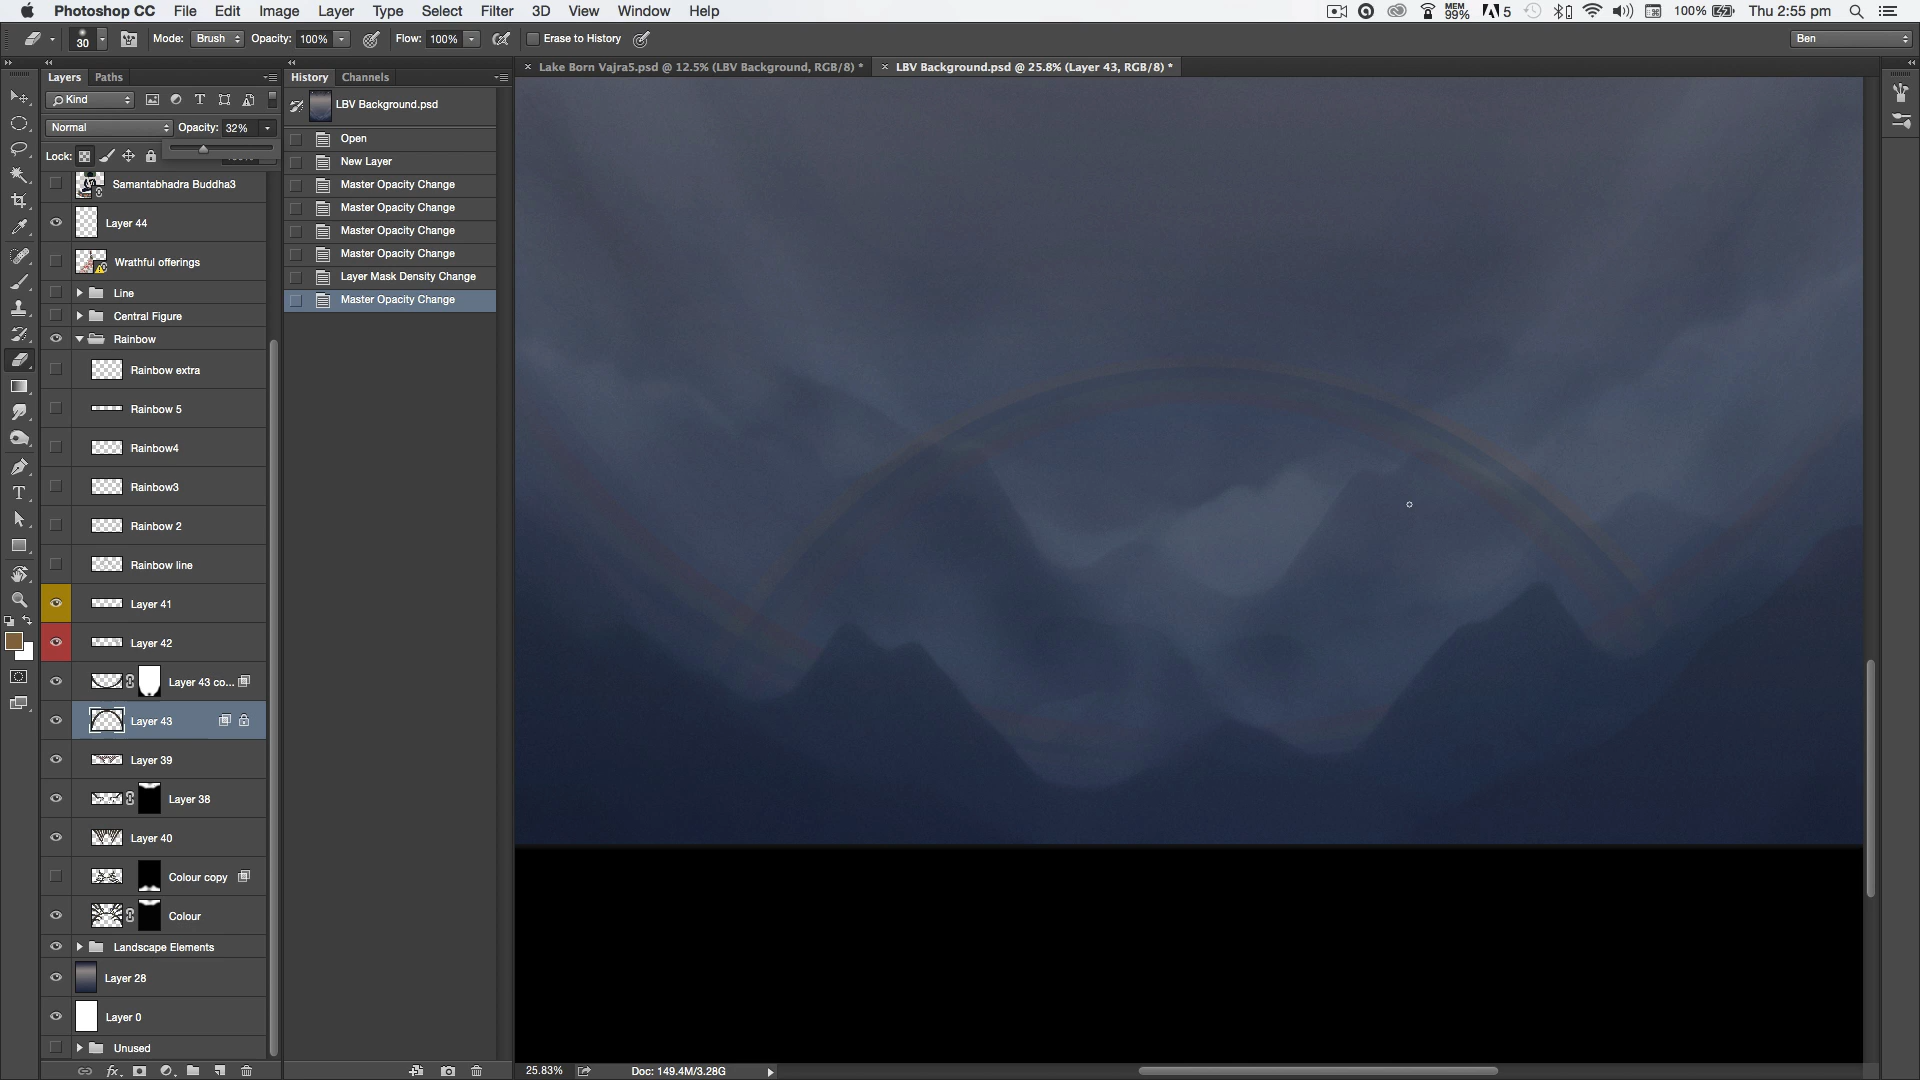 Photoshop CC File Edit Image Layer Type Select Filter 3D View Window Help MEM 99% 5 100% Thu 2:55 pm
30 Mode: Brush Opacity: 100% Flow: 100% Erase to History Ben
Layers Paths History Channels × Lake Born Vajra5.psd @ 12.5% (LBV Background, RGB/8) * × LBV Background.psd @ 25.8% (Layer 43, RGB/8) *
Kind
Normal Opacity: 32%
Lock:
Samantabhadra Buddha3
Layer 44
Wrathful offerings
Line
Central Figure
Rainbow
Rainbow extra
Rainbow 5
Rainbow4
Rainbow3
Rainbow 2
Rainbow line
Layer 41
Layer 42
Layer 43 co...
Layer 43
Layer 39
Layer 38
Layer 40
Colour copy
Colour
Landscape Elements
Layer 28
Layer 0
Unused
fx
LBV Background.psd
Open
New Layer
Master Opacity Change
Master Opacity Change
Master Opacity Change
Master Opacity Change
Layer Mask Density Change
Master Opacity Change
25.83% Doc: 149.4M/3.28G